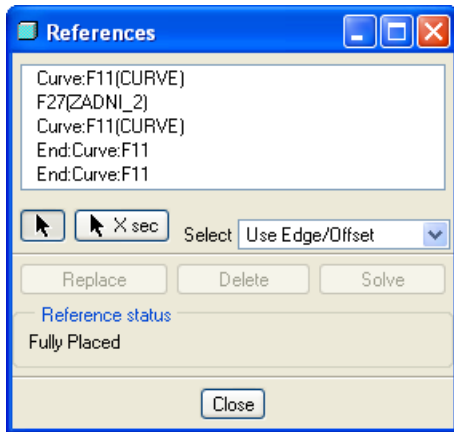 References
Curve:F11(CURVE)
F27(ZADNI_2)
Curve:F11(CURVE)
End:Curve:F11
End:Curve:F11
X sec Select Use Edge/Offset
Replace Delete Solve
Reference status
Fully Placed
Close